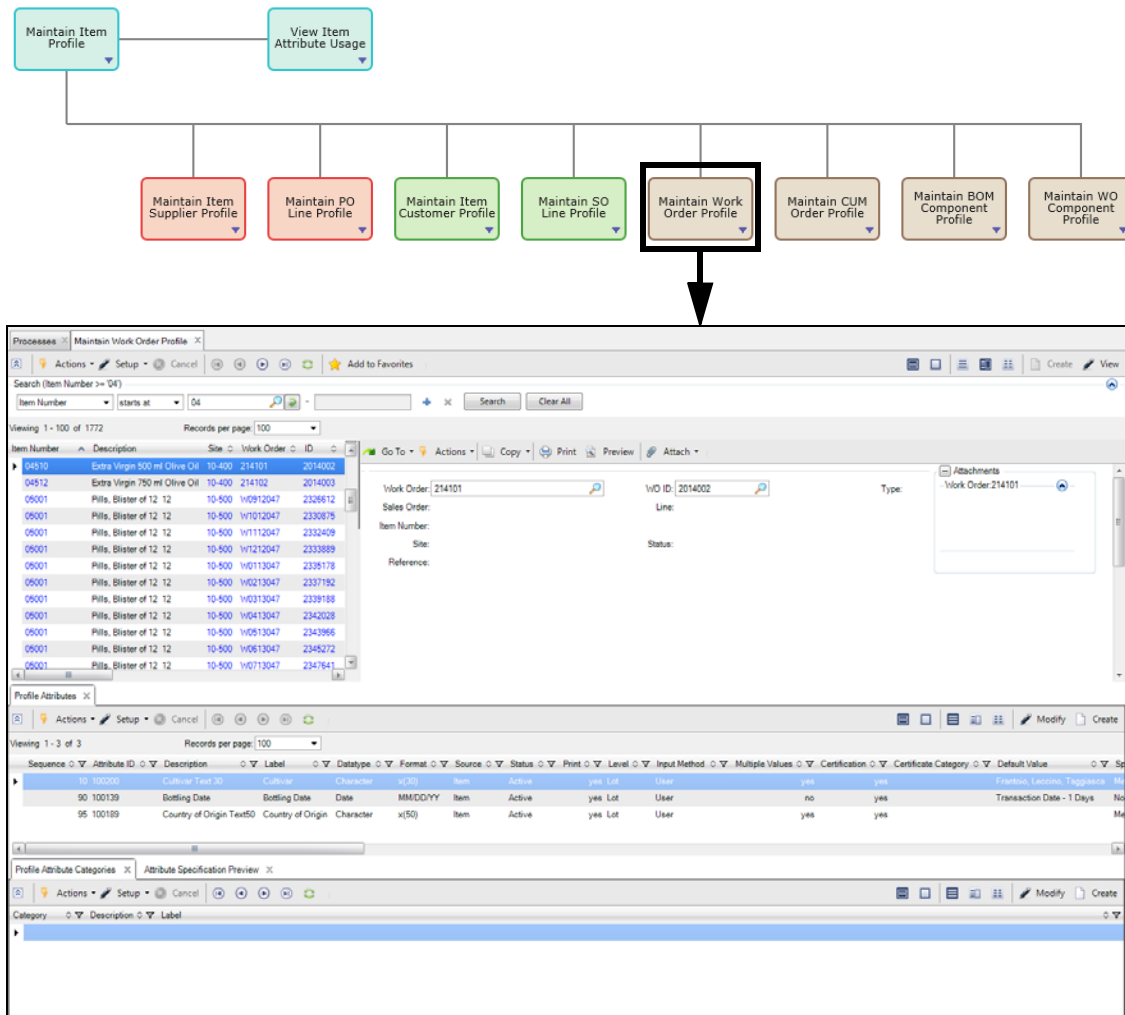 Maintain Item
Profile
View Item
Attribute Usage
Maintain Item
Supplier Profile
Maintain PO
Line Profile
Maintain Item
Customer Profile
Maintain SO
Line Profile
Maintain Work
Order Profile
Maintain CUM
Order Profile
Maintain BOM
Component
Profile
Maintain WO
Component
Profile
Processes Maintain Work Order Profile
Actions Setup Cancel Add to Favorites Create View
Search (Item Number >= '04')
Item Number starts at 04 - Search Clear All
Viewing 1 - 100 of 1772 Records per page: 100
Item Number Description Site Work Order ID
Go To Actions Copy Print Preview Attach
04510 Extra Virgin 500 ml Olive Oil 10-400 214101 2014002
04512 Extra Virgin 750 ml Olive Oil 10-400 214102 2014003
05001 Pills, Blister of 12 12 10-500 W0912047 2326612
05001 Pills, Blister of 12 12 10-500 W1012047 2330875
05001 Pills, Blister of 12 12 10-500 W1112047 2332409
05001 Pills, Blister of 12 12 10-500 W1212047 2333889
05001 Pills, Blister of 12 12 10-500 W0113047 2335178
05001 Pills, Blister of 12 12 10-500 W0213047 2337192
05001 Pills, Blister of 12 12 10-500 W0313047 2339188
05001 Pills, Blister of 12 12 10-500 W0413047 2342028
05001 Pills, Blister of 12 12 10-500 W0513047 2343966
05001 Pills, Blister of 12 12 10-500 W0613047 2345272
05001 Pills, Blister of 12 12 10-500 W0713047 2347641
Work Order: 214101 WO ID: 2014002 Type:
Sales Order: Line:
Item Number:
Site: Status:
Reference:
Attachments
Work Order:214101
Profile Attributes
Actions Setup Cancel Modify Create
Viewing 1 - 3 of 3 Records per page: 100
Sequence Attribute ID Description Label Datatype Format Source Status Print Level Input Method Multiple Values Certification Certificate Category Default Value Sp
10 100200 Cultivar Text 30 Cultivar Character x(30) Item Active yes Lot User yes yes Frantoio, Leccino, Taggiasca
90 100139 Bottling Date Bottling Date Date MM/DD/YY Item Active yes Lot User no yes Transaction Date - 1 Days No
95 100189 Country of Origin Text50 Country of Origin Character x(50) Item Active yes Lot User yes yes Me
Profile Attribute Categories Attribute Specification Preview
Actions Setup Cancel Modify Create
Category Description Label